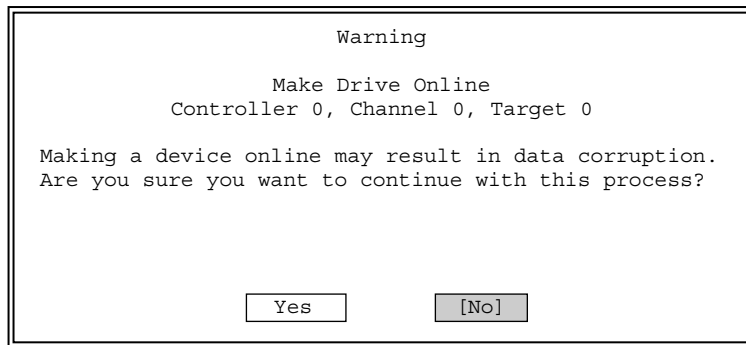 Warning
Make Drive Online
Controller 0, Channel 0, Target 0
Making a device online may result in data corruption.
Are you sure you want to continue with this process?
Yes [No]